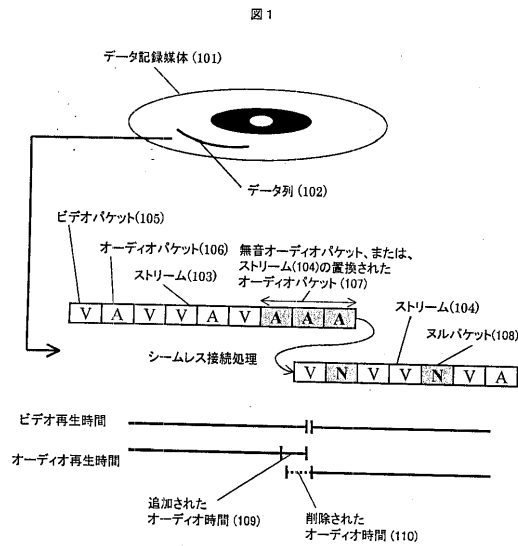 図1
データ記録媒体(101)
データ列(102)
ビデオパケット(105)
オーディオパケット(106)
ストリーム(103)
無音オーディオパケット、または、
ストリーム(104)の置換された
オーディオパケット(107)
V A V V A V A A A
ストリーム(104)
ヌルパケット(108)
シームレス接続処理
V N V V N V A
ビデオ再生時間
オーディオ再生時間
追加された
オーディオ時間(109)
削除された
オーディオ時間(110)